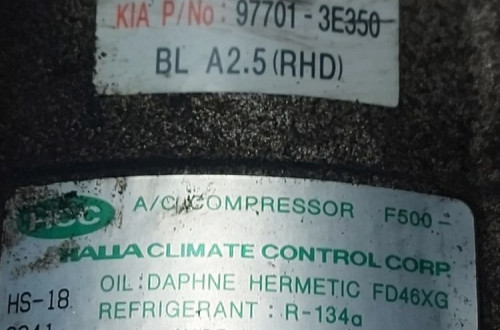 KIA P/No : 97701-3E350
BL A2.5(RHD)
HCC A/C COMPRESSOR F500-
HALLA CLIMATE CONTROL CORP.
OIL:DAPHNE HERMETIC FD46XG
HS-18 REFRIGERANT : R-134a